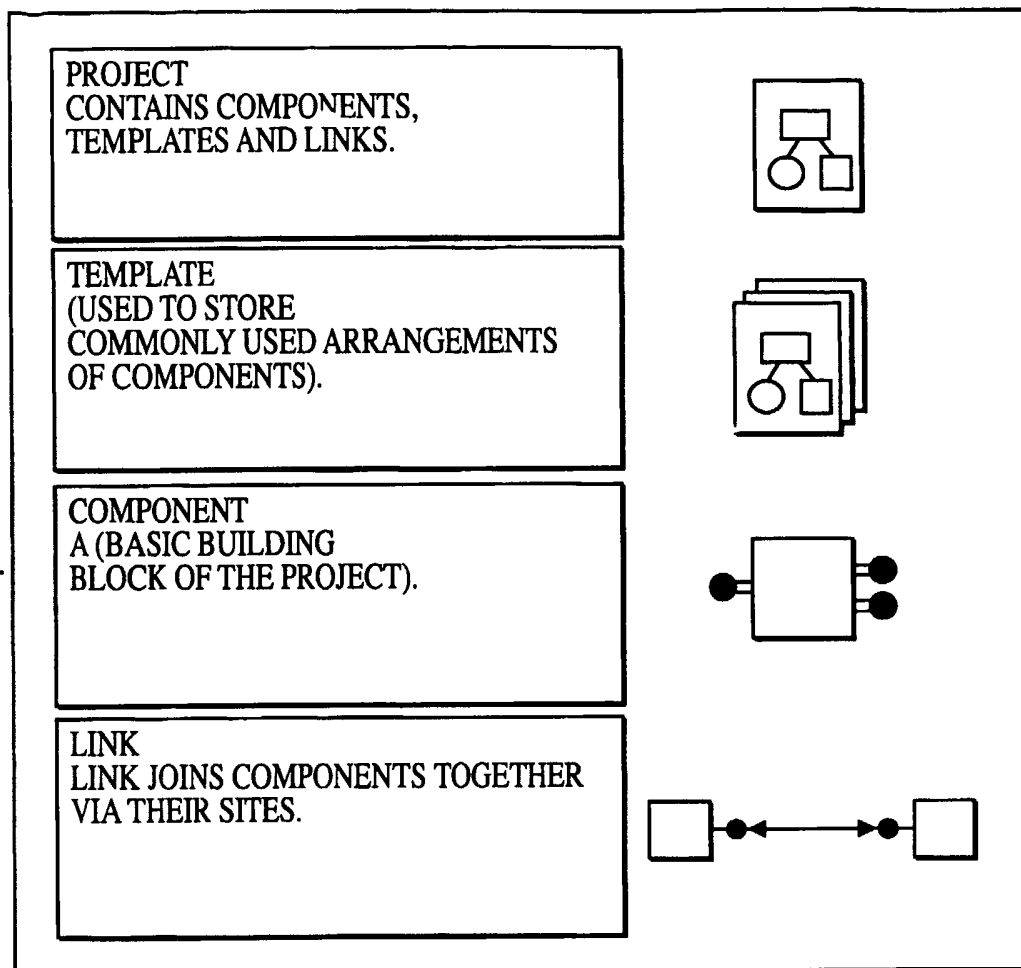 PROJECT
CONTAINS COMPONENTS,
TEMPLATES AND LINKS.
TEMPLATE
(USED TO STORE
COMMONLY USED ARRANGEMENTS
OF COMPONENTS).
COMPONENT
A (BASIC BUILDING
BLOCK OF THE PROJECT).
LINK
LINK JOINS COMPONENTS TOGETHER
VIA THEIR SITES.